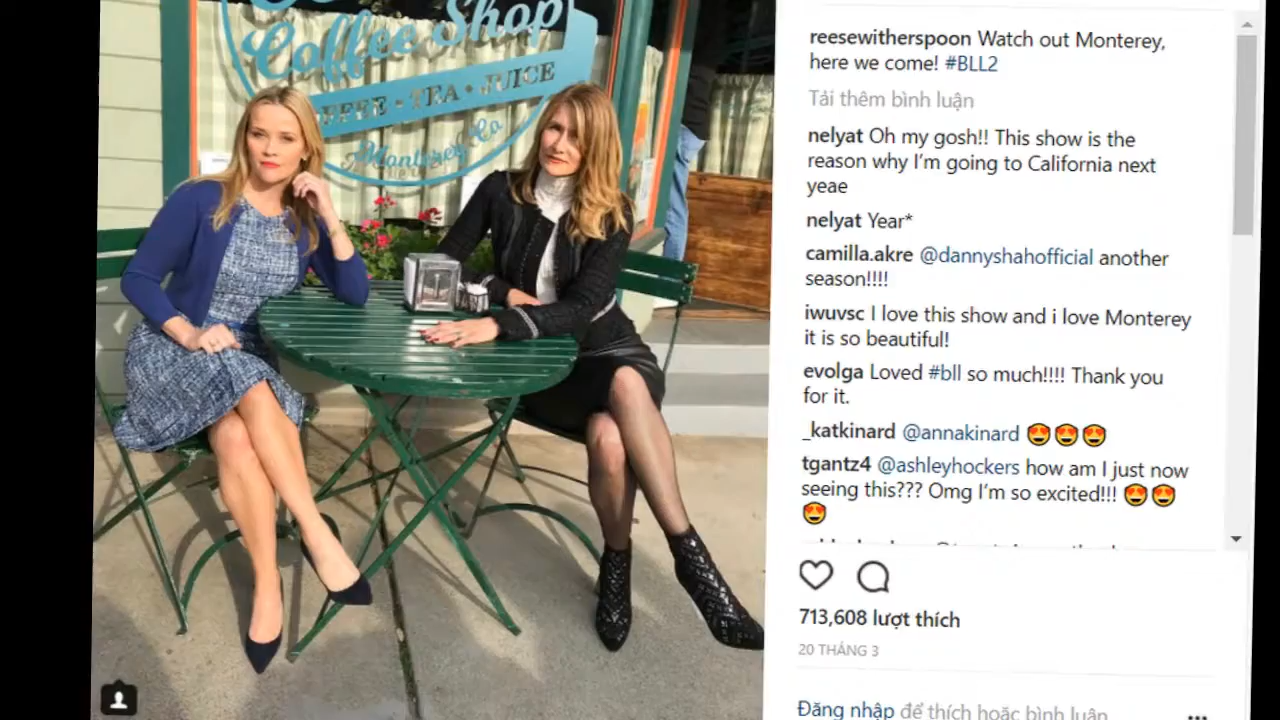 Coffee Shop
COFFEE • TEA • JUICE
Monterey, Co
reesewitherspoon Watch out Monterey,
here we come! #BLL2
Tải thêm bình luận
nelyat Oh my gosh!! This show is the
reason why I'm going to California next
yeae
nelyat Year*
camilla.akre @dannyshahofficial another
season!!!!
iwuvsc I love this show and i love Monterey
it is so beautiful!
evolga Loved #bll so much!!!! Thank you
for it.
_katkinard @annakinard 😍😍😍
tgantz4 @ashleyhockers how am I just now
seeing this??? Omg I'm so excited!!! 😍😍
😍
713,608 lượt thích
20 THÁNG 3
Đăng nhập để thích hoặc bình luận